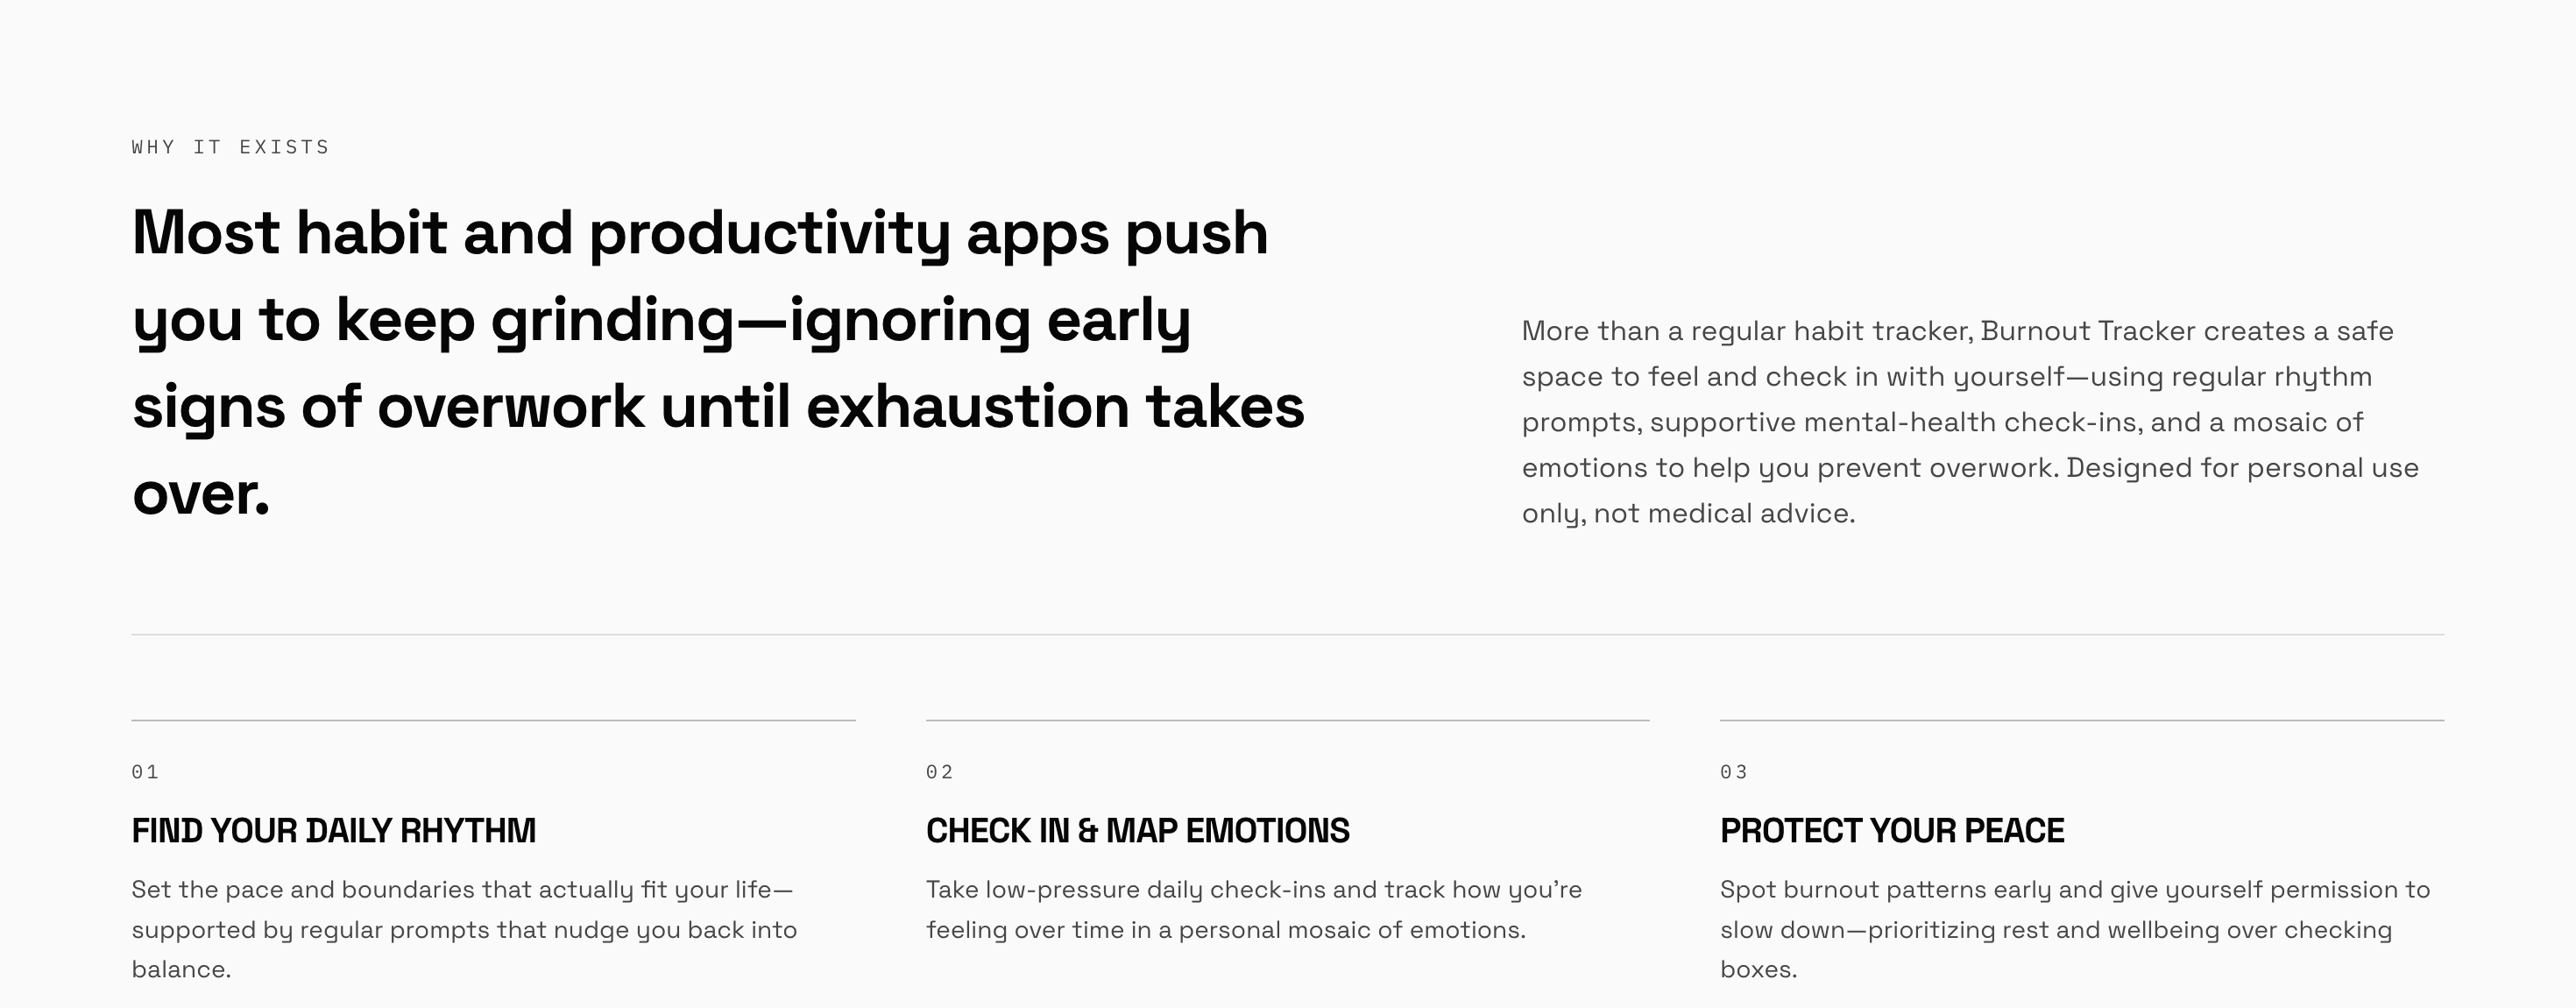 WHY IT EXISTS
Most habit and productivity apps push
you to keep grinding—ignoring early
signs of overwork until exhaustion takes
over.
More than a regular habit tracker, Burnout Tracker creates a safe
space to feel and check in with yourself—using regular rhythm
prompts, supportive mental-health check-ins, and a mosaic of
emotions to help you prevent overwork. Designed for personal use
only, not medical advice.
01
FIND YOUR DAILY RHYTHM
Set the pace and boundaries that actually fit your life—
supported by regular prompts that nudge you back into
balance.
02
CHECK IN & MAP EMOTIONS
Take low-pressure daily check-ins and track how you’re
feeling over time in a personal mosaic of emotions.
03
PROTECT YOUR PEACE
Spot burnout patterns early and give yourself permission to
slow down—prioritizing rest and wellbeing over checking
boxes.